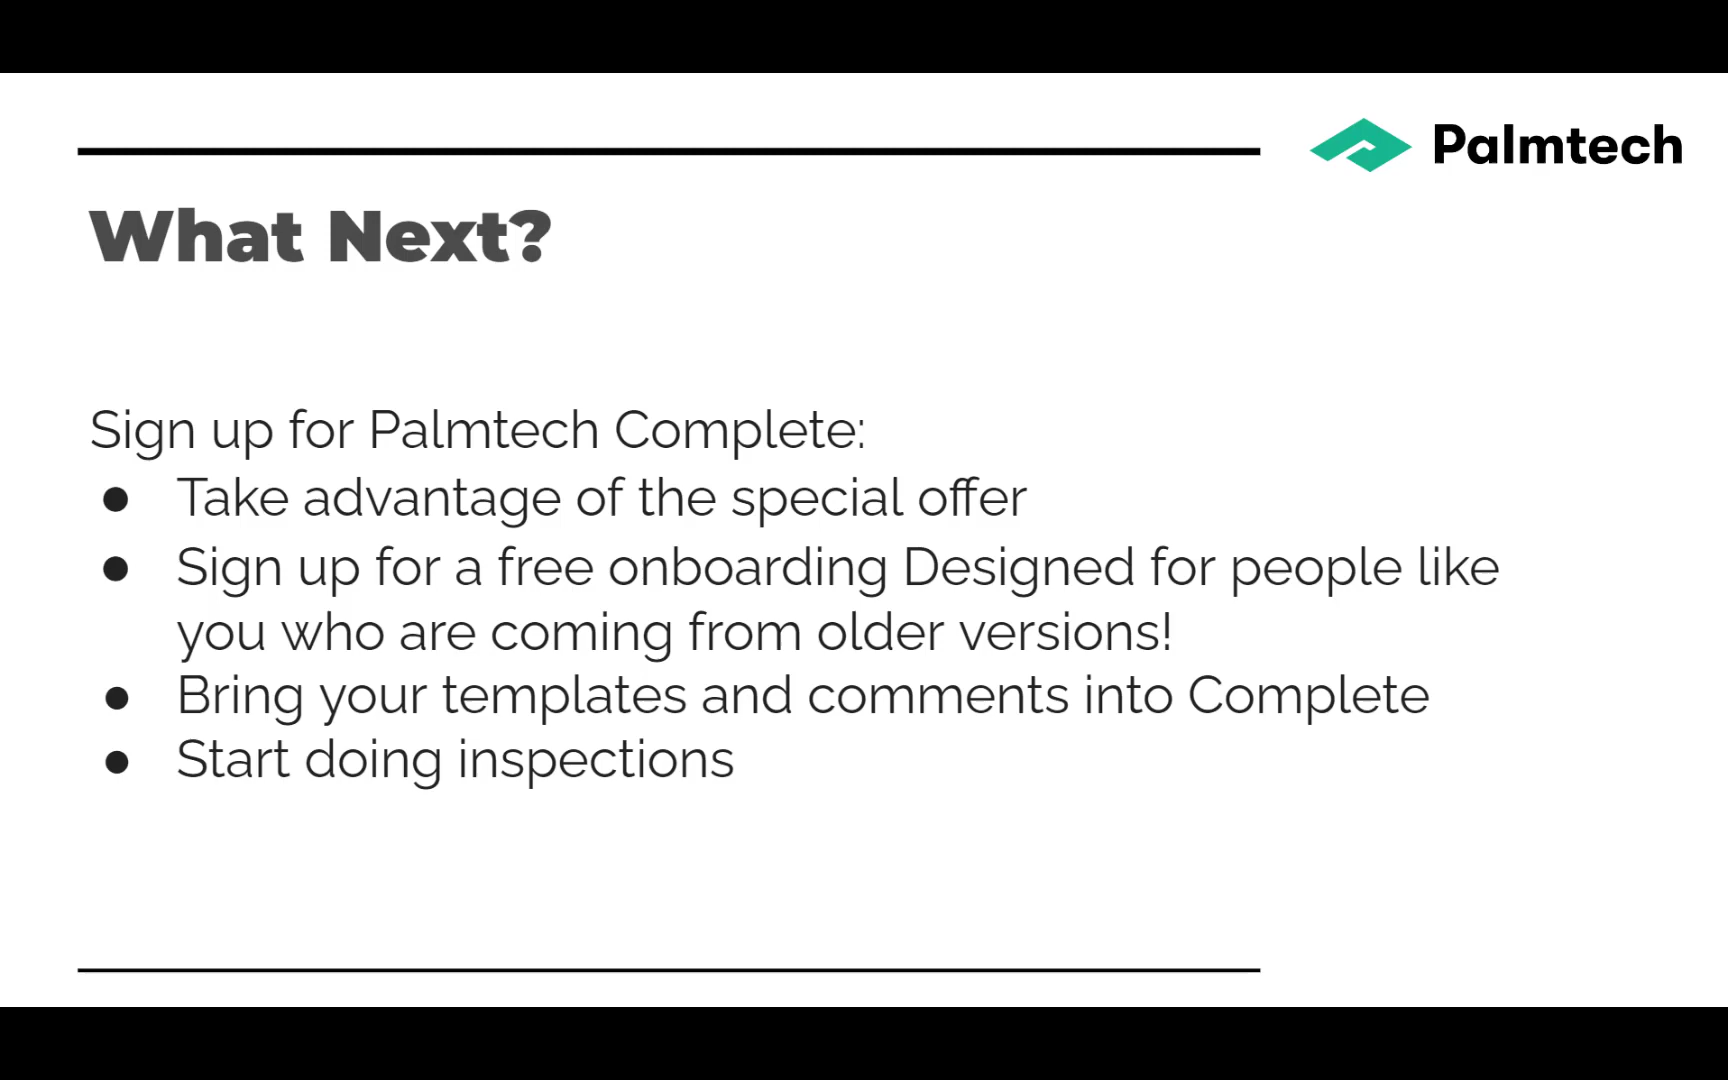 Palmtech
What Next?
Sign up for Palmtech Complete:
● Take advantage of the special offer
● Sign up for a free onboarding Designed for people like
you who are coming from older versions!
● Bring your templates and comments into Complete
● Start doing inspections